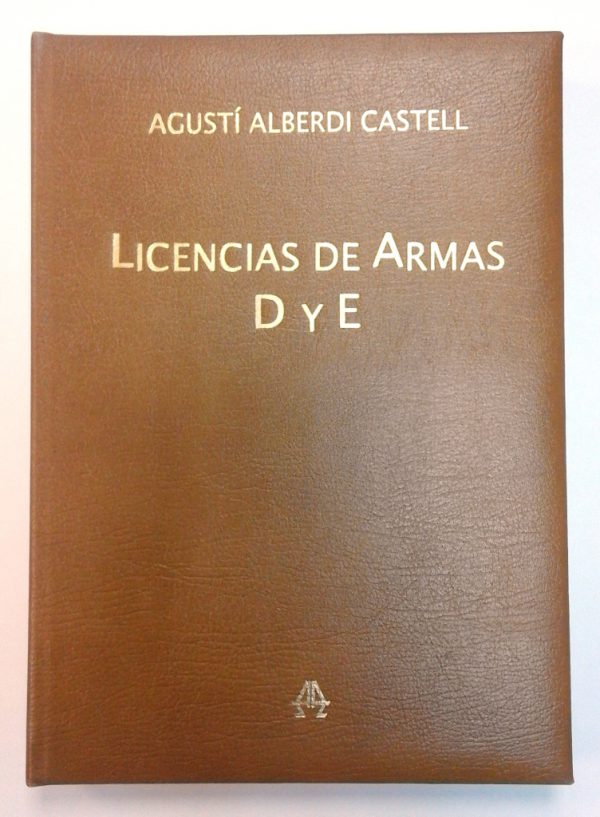 AGUSTÍ ALBERDI CASTELL
LICENCIAS DE ARMAS
D Y E